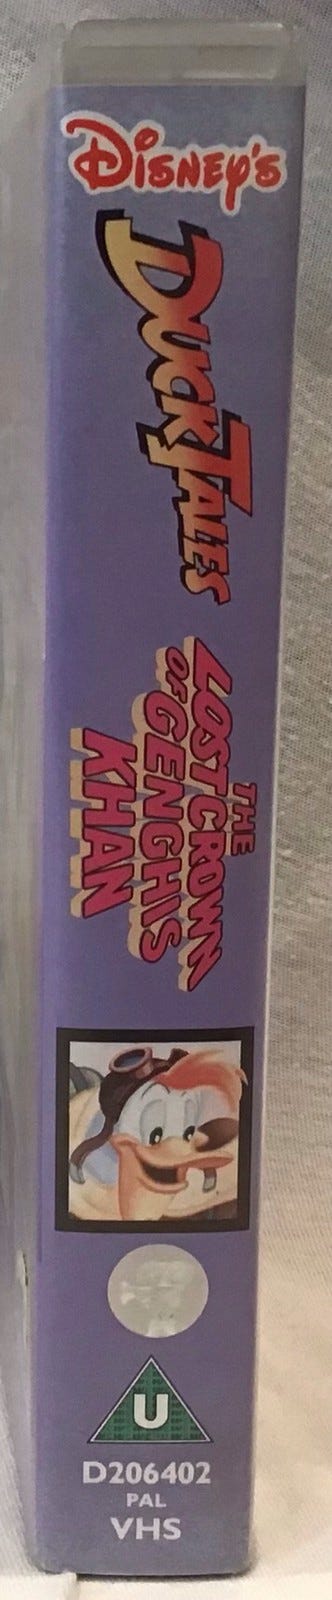 DISNEY'S
DUCKTALES
THE
LOST CROWN
OF GENGHIS
KHAN
U
D206402
PAL
VHS